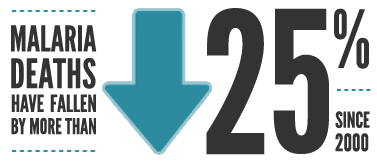 MALARIA
DEATHS
HAVE FALLEN
BY MORE THAN
25%
SINCE
2000